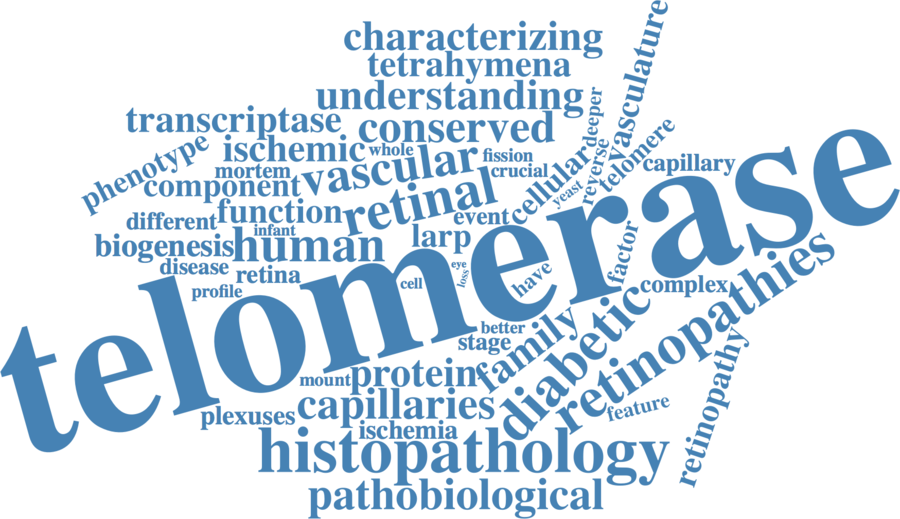 characterizing
tetrahymena
understanding
vasculature
deeper
transcriptase
conserved
phenotype
ischemic
whole
vascular
fission
crucial
mortem
component
cellular
yeast
reverse
telomere
capillary
different
function
retinal
event
infant
biogenesis
human
larp
factor
disease
retina
profile
cell
eye
loss
have
complex
telomerase
better
stage
family
diabetic
retinopathies
mount
protein
capillaries
plexuses
feature
retinopathy
ischemia
histopathology
pathobiological